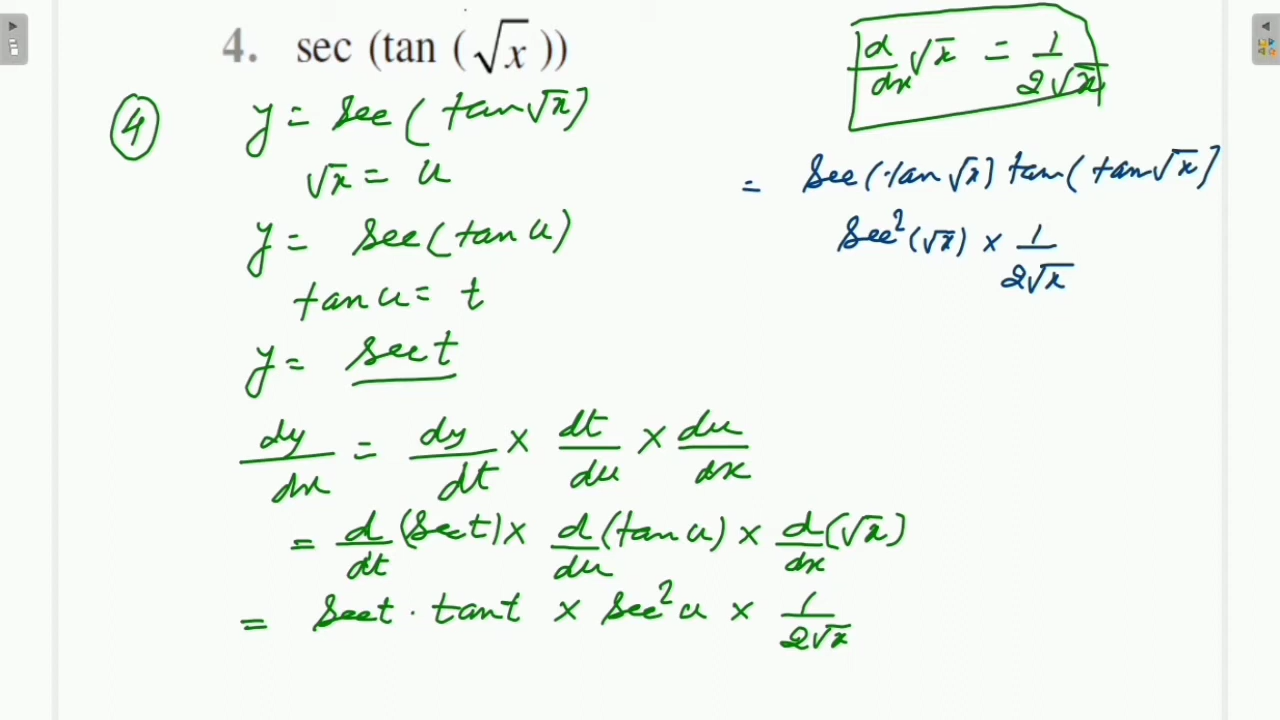 4. sec (tan (√x))
d/dx √x = 1/2√x
④ y = sec (tan√x)
√x = u
y = sec (tan u)
tan u = t
y = sec t
dy/dx = dy/dt × dt/du × du/dx
= d/dt (sec t) × d/du (tan u) × d/dx (√x)
= sec t · tan t × sec² u × 1/2√x
= sec (tan √x) tan (tan √x)
sec² (√x) × 1/2√x